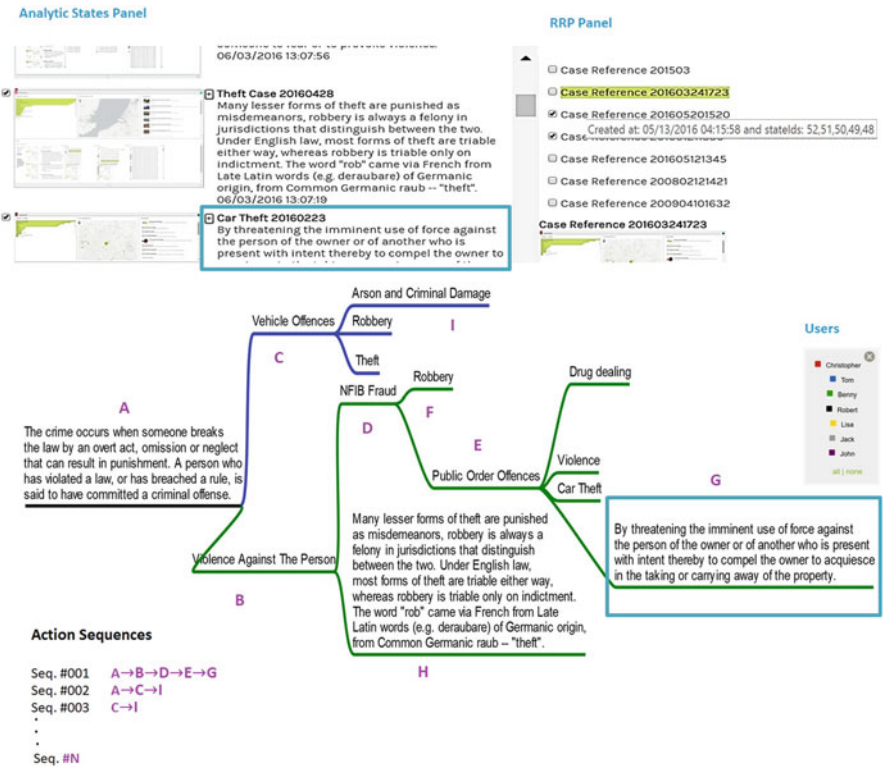 Analytic States Panel
RRP Panel
06/03/2016 13:07:56
Theft Case 20160428
Many lesser forms of theft are punished as
misdemeanors, robbery is always a felony in
jurisdictions that distinguish between the two.
Under English law, most forms of theft are triable
either way, whereas robbery is triable only on
indictment. The word "rob" came via French from
Late Latin words (e.g. deraubare) of Germanic
origin, from Common Germanic raub -- "theft".
06/03/2016 13:07:19
Car Theft 20160223
By threatening the imminent use of force against
the person of the owner or of another who is
present with intent thereby to compel the owner to
Case Reference 201503
Case Reference 201603241723
Case Reference 201605201520
Created at: 05/13/2016 04:15:58 and stateIds: 52,51,50,49,48
Case Reference 201605121345
Case Reference 200802121421
Case Reference 200904101632
Case Reference 201603241723
Arson and Criminal Damage
Vehicle Offences
Robbery
I
C
Theft
Users
Christopher
Tom
Benny
Robert
Lisa
Jack
John
all | none
A
The crime occurs when someone breaks
the law by an overt act, omission or neglect
that can result in punishment. A person who
has violated a law, or has breached a rule, is
said to have committed a criminal offense.
NFIB Fraud
Robbery
D
F
E
Drug dealing
Public Order Offences
Violence
Car Theft
G
By threatening the imminent use of force against
the person of the owner or of another who is present
with intent thereby to compel the owner to acquiesce
in the taking or carrying away of the property.
Violence Against The Person
B
Many lesser forms of theft are punished
as misdemeanors, robbery is always a
felony in jurisdictions that distinguish
between the two. Under English law,
most forms of theft are triable either way,
whereas robbery is triable only on indictment.
The word "rob" came via French from Late
Latin words (e.g. deraubare) of Germanic origin,
from Common Germanic raub -- "theft".
H
Action Sequences
Seq. #001 A→B→D→E→G
Seq. #002 A→C→I
Seq. #003 C→I
.
.
.
Seq. #N